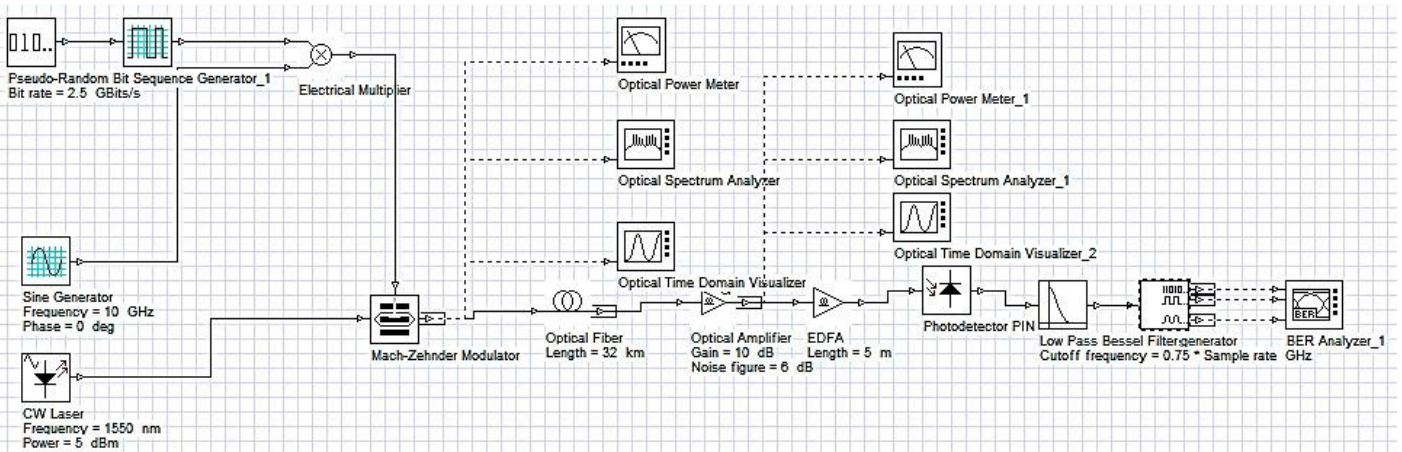 010..
Pseudo-Random Bit Sequence Generator_1
Bit rate = 2.5 GBits/s
Electrical Multiplier
Optical Power Meter
Optical Power Meter_1
Optical Spectrum Analyzer
Optical Spectrum Analyzer_1
Optical Time Domain Visualizer
Optical Time Domain Visualizer_2
Sine Generator
Frequency = 10 GHz
Phase = 0 deg
Mach-Zehnder Modulator
Optical Fiber
Length = 32 km
Optical Amplifier
Gain = 10 dB
Noise figure = 6 dB
EDFA
Length = 5 m
Photodetector PIN
Low Pass Bessel Filtergenerator
Cutoff frequency = 0.75 * Sample rate GHz
BER
BER Analyzer_1
CW Laser
Frequency = 1550 nm
Power = 5 dBm